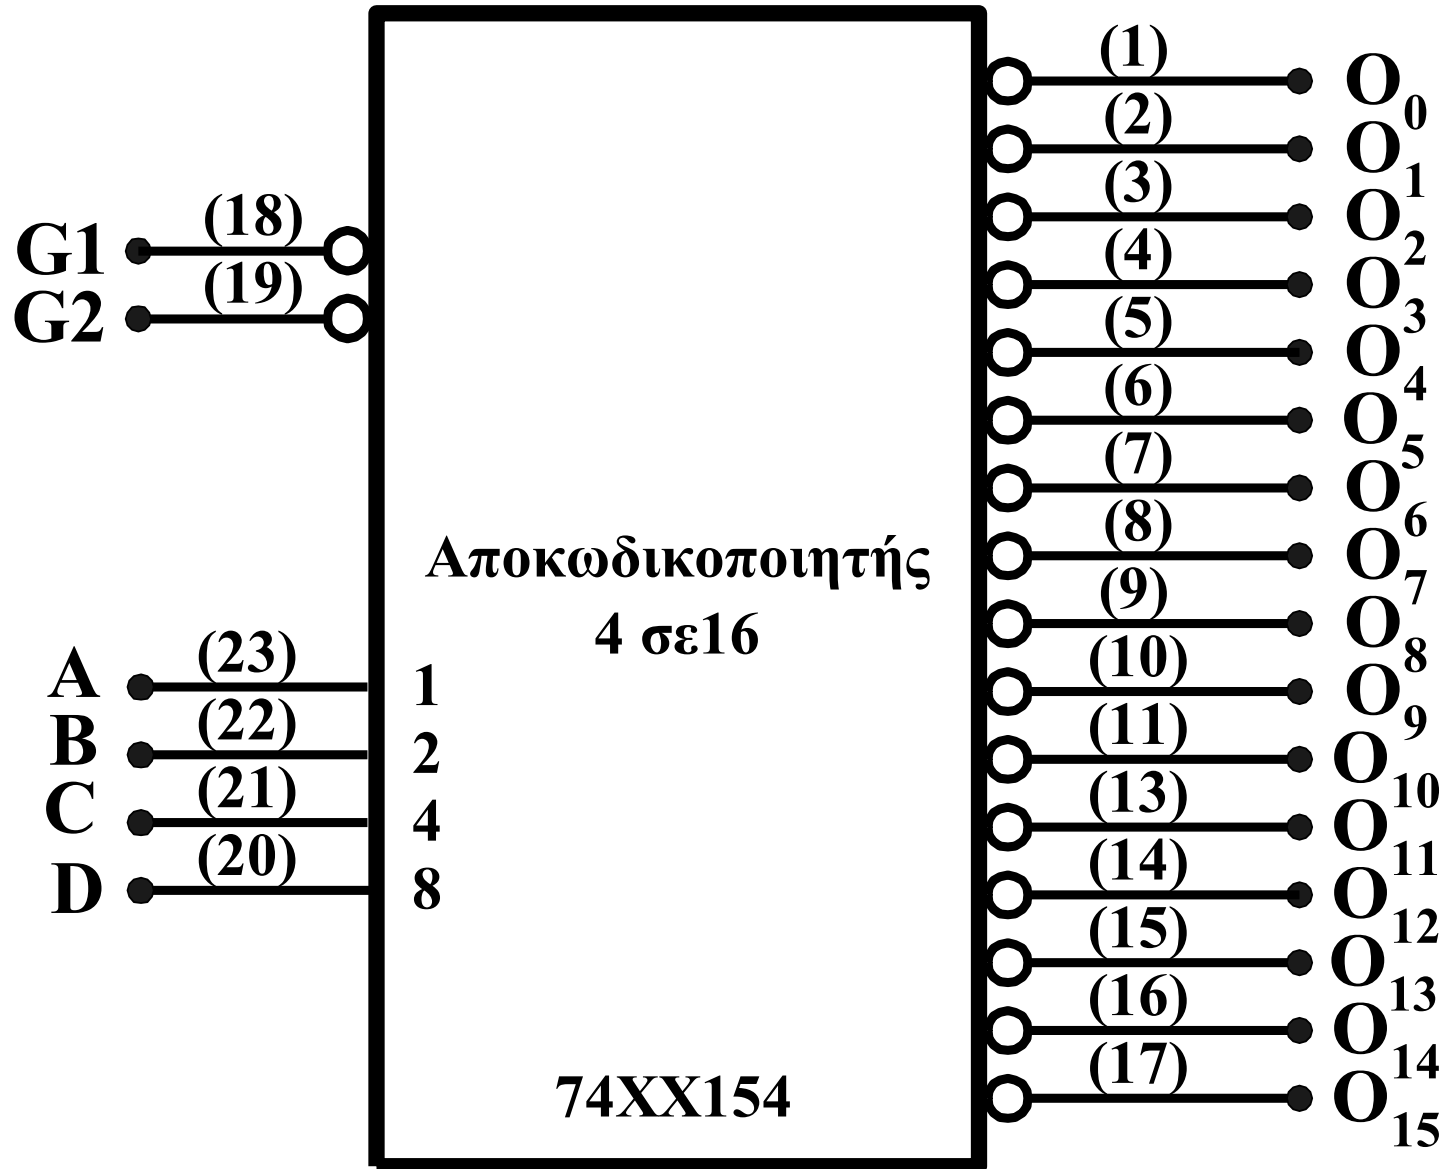 (1) O0
(2) O1
(3) O2
(4) O3
(5) O4
(6) O5
(7) O6
(8) O7
(9) O8
(10) O9
(11) O10
(13) O11
(14) O12
(15) O13
(16) O14
(17) O15
G1 (18)
G2 (19)
Αποκωδικοποιητής
4 σε16
A (23) 1
B (22) 2
C (21) 4
D (20) 8
74XX154